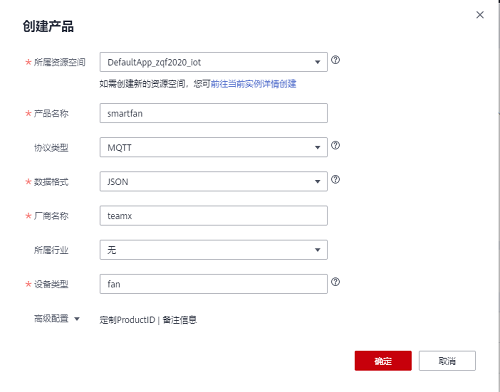 创建产品
* 所属资源空间 DefaultApp_zqf2020_iot
如需创建新的资源空间，您可前往当前实例详情创建
* 产品名称 smartfan
协议类型 MQTT
* 数据格式 JSON
* 厂商名称 teamx
所属行业 无
* 设备类型 fan
高级配置 定制ProductID | 备注信息
确定 取消